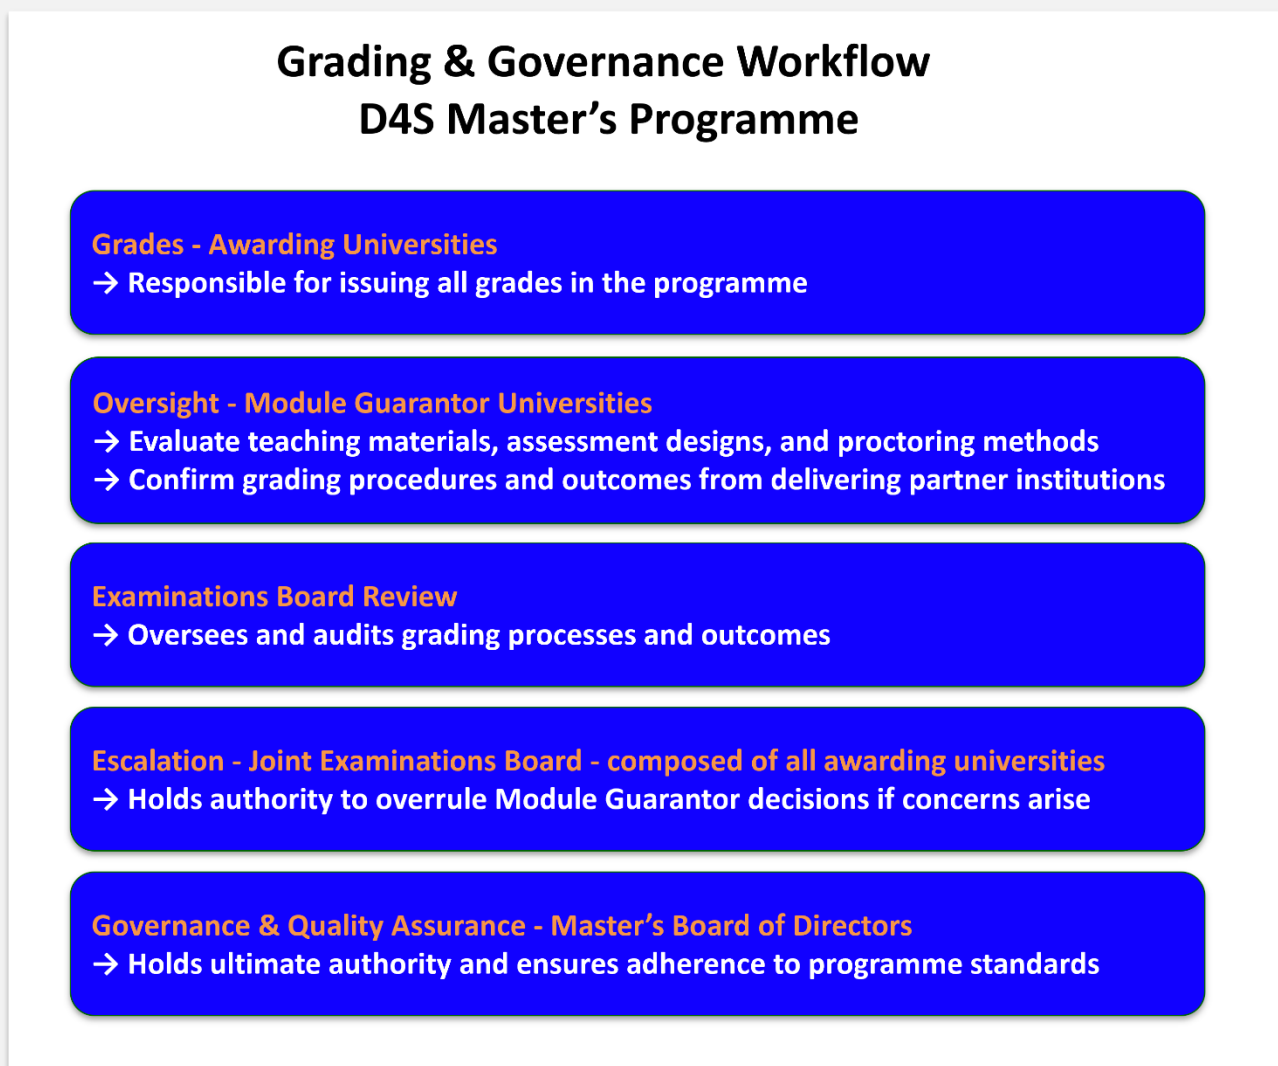 Grading & Governance Workflow
D4S Master’s Programme
Grades - Awarding Universities
→ Responsible for issuing all grades in the programme
Oversight - Module Guarantor Universities
→ Evaluate teaching materials, assessment designs, and proctoring methods
→ Confirm grading procedures and outcomes from delivering partner institutions
Examinations Board Review
→ Oversees and audits grading processes and outcomes
Escalation - Joint Examinations Board - composed of all awarding universities
→ Holds authority to overrule Module Guarantor decisions if concerns arise
Governance & Quality Assurance - Master’s Board of Directors
→ Holds ultimate authority and ensures adherence to programme standards